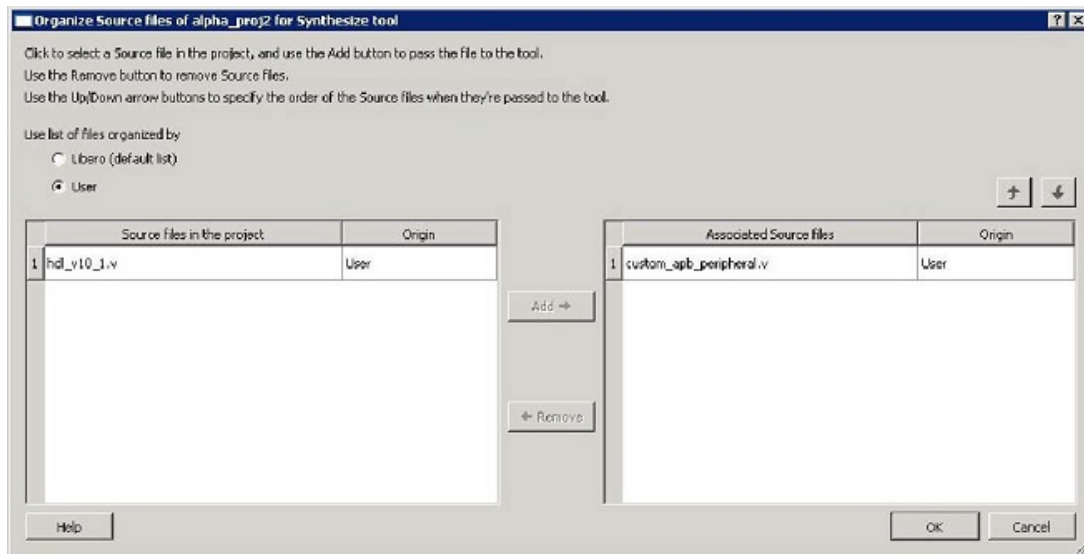 Organize Source files of alpha_proj2 for Synthesize tool
Click to select a Source file in the project, and use the Add button to pass the file to the tool.
Use the Remove button to remove Source files.
Use the Up/Down arrow buttons to specify the order of the Source files when they're passed to the tool.
Use list of files organized by
Libero (default list)
User
Source files in the project Origin
1 hdl_v10_1.v User
Associated Source files Origin
1 custom_apb_peripheral.v User
Add
Remove
Help
OK Cancel